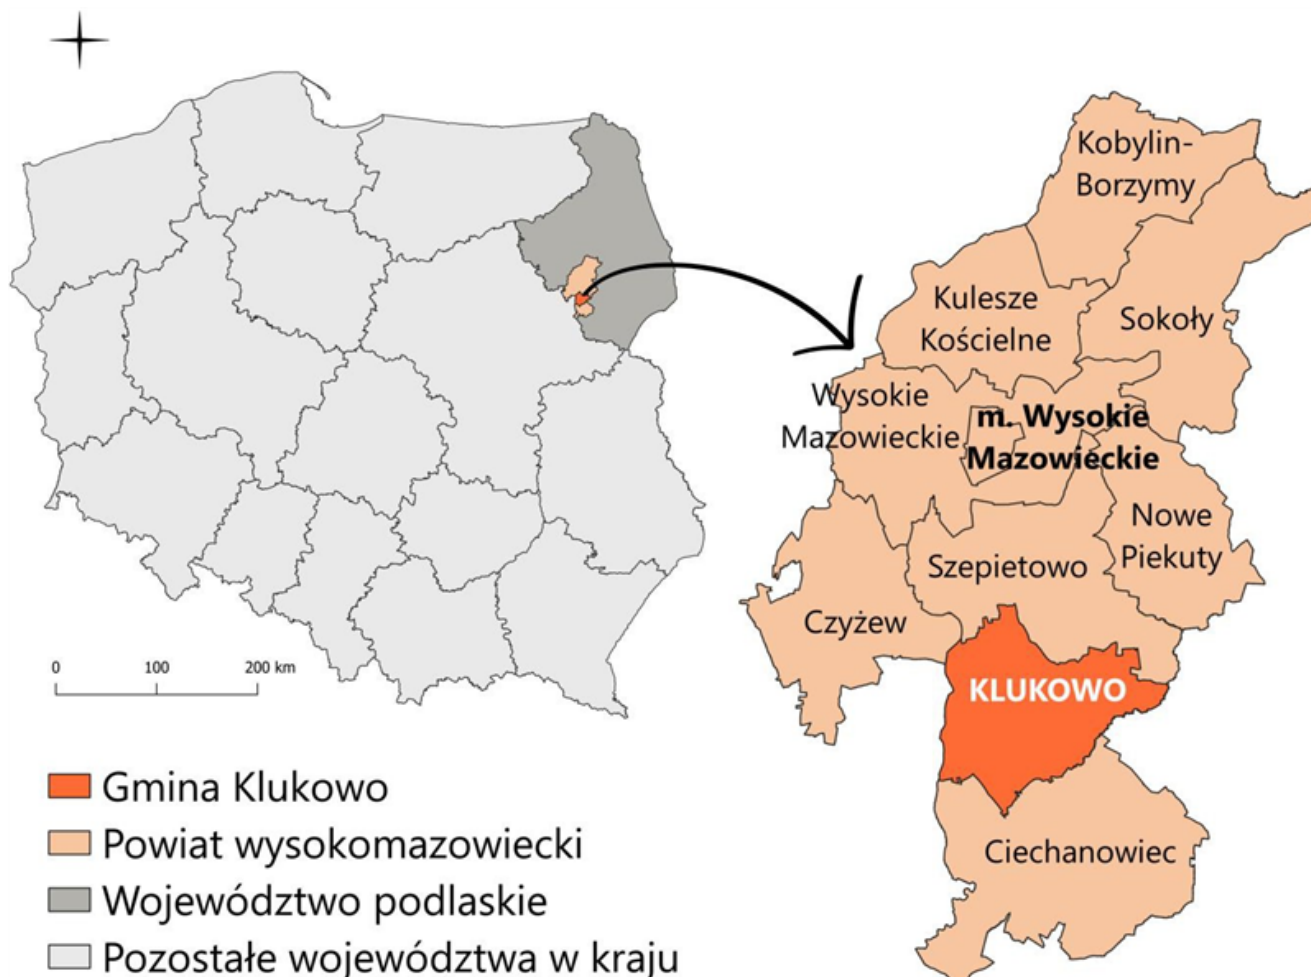 0 100 200 km
Gmina Klukowo
Powiat wysokomazowiecki
Województwo podlaskie
Pozostałe województwa w kraju
Kobylin-
Borzymy
Kulesze
Kościelne
Sokoły
Wysokie
Mazowieckie
m. Wysokie
Mazowieckie
Nowe
Piekuty
Szepietowo
Czyżew
KLUKOWO
Ciechanowiec